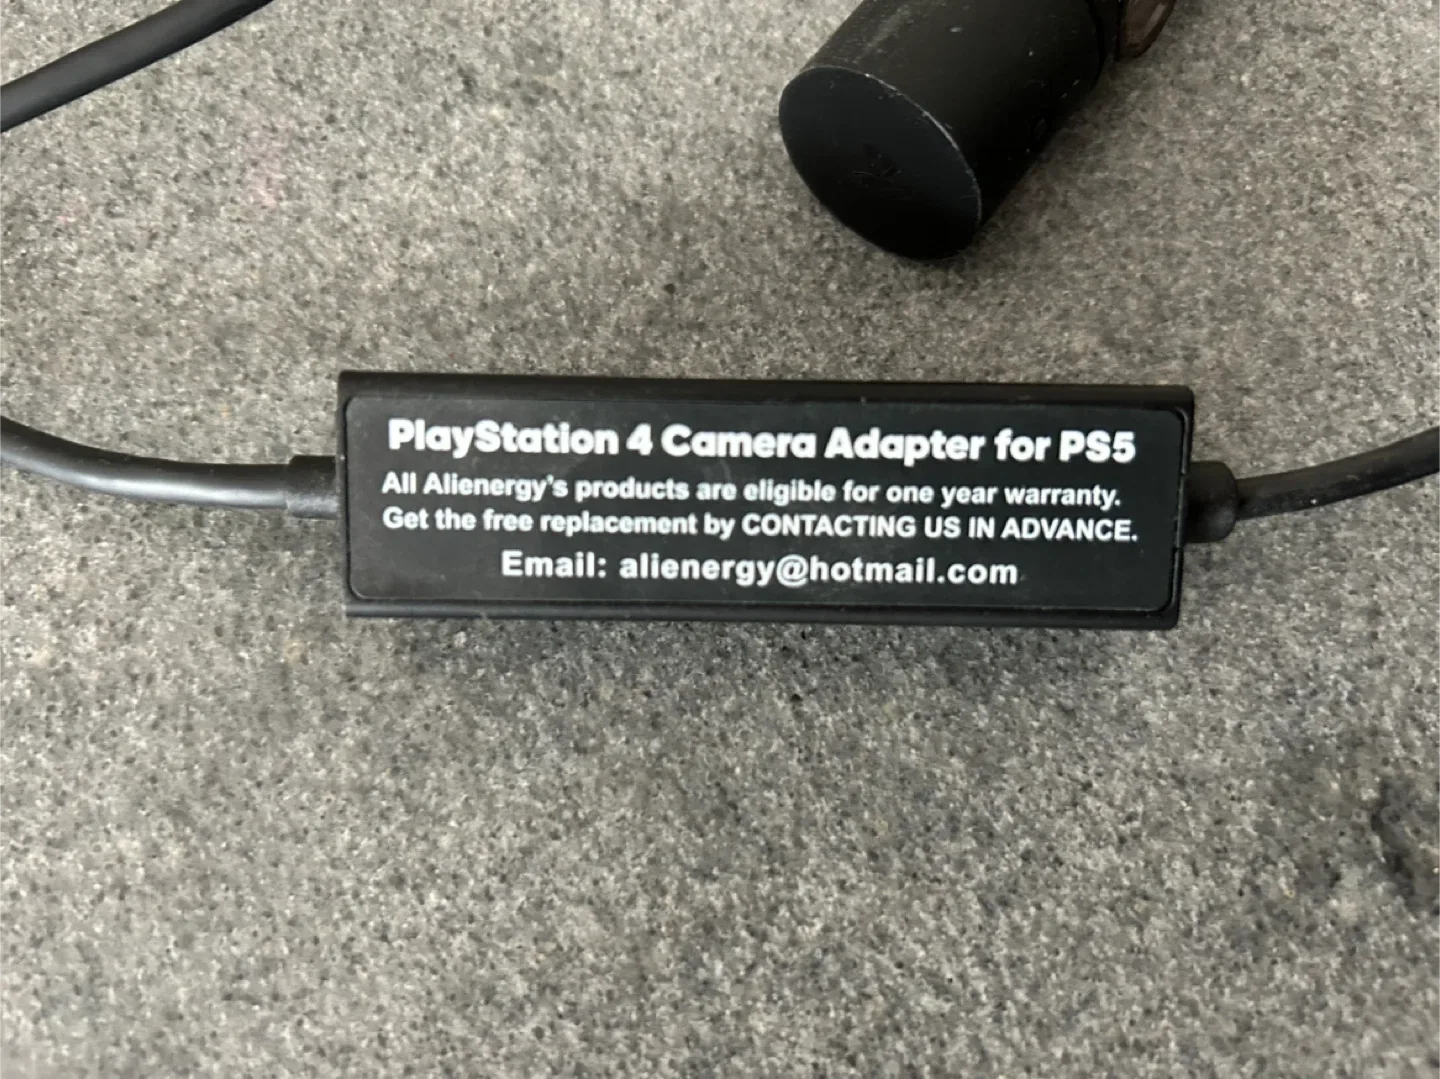 PlayStation 4 Camera Adapter for PS5
All Alienergy's products are eligible for one year warranty.
Get the free replacement by CONTACTING US IN ADVANCE.
Email: alienergy@hotmail.com